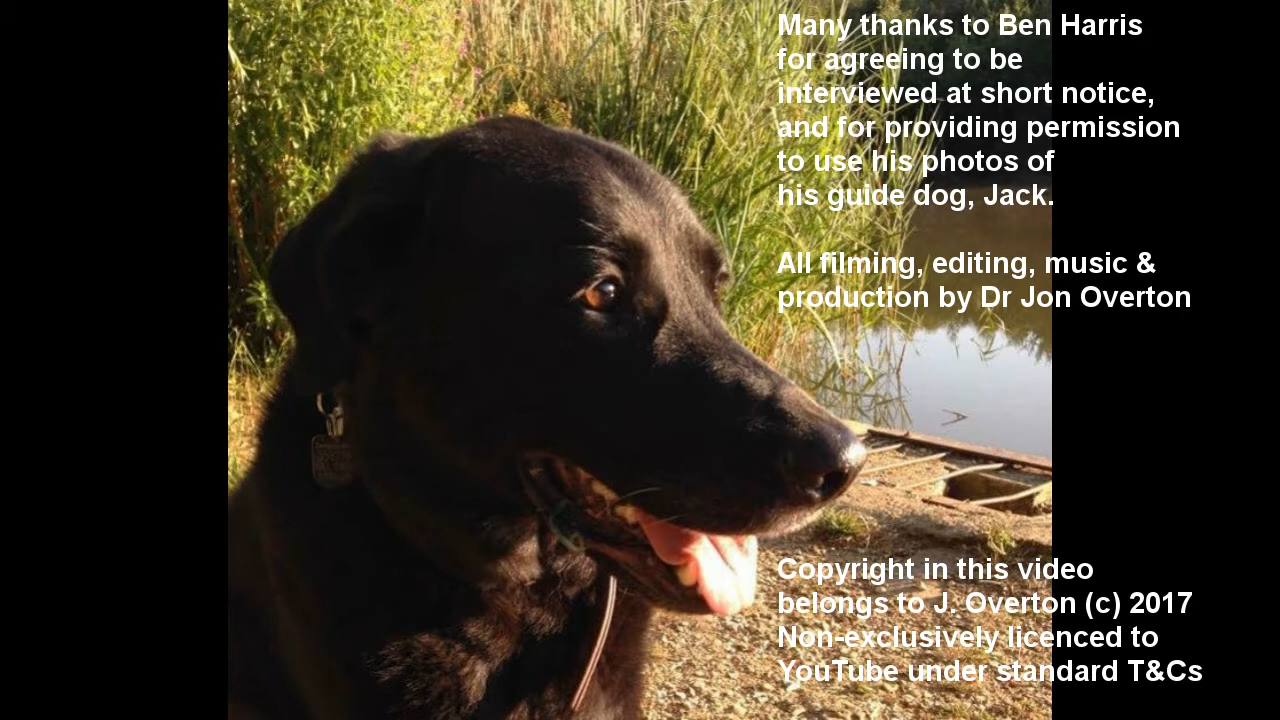 Many thanks to Ben Harris
for agreeing to be
interviewed at short notice,
and for providing permission
to use his photos of
his guide dog, Jack.
All filming, editing, music &
production by Dr Jon Overton
Copyright in this video
belongs to J. Overton (c) 2017
Non-exclusively licenced to
YouTube under standard T&Cs